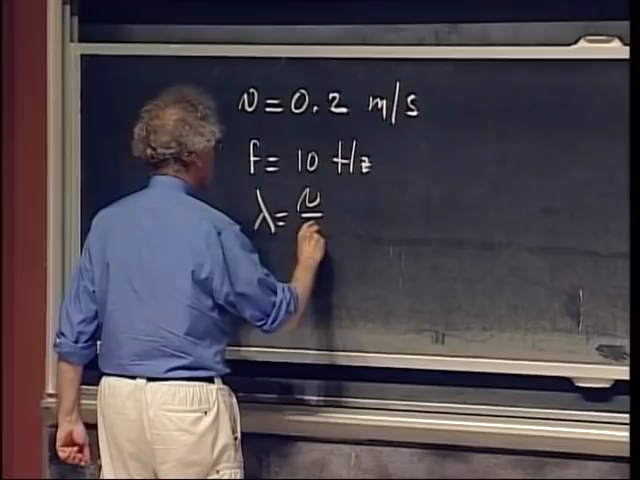 v = 0.2 m/s
f = 10 Hz
λ = v